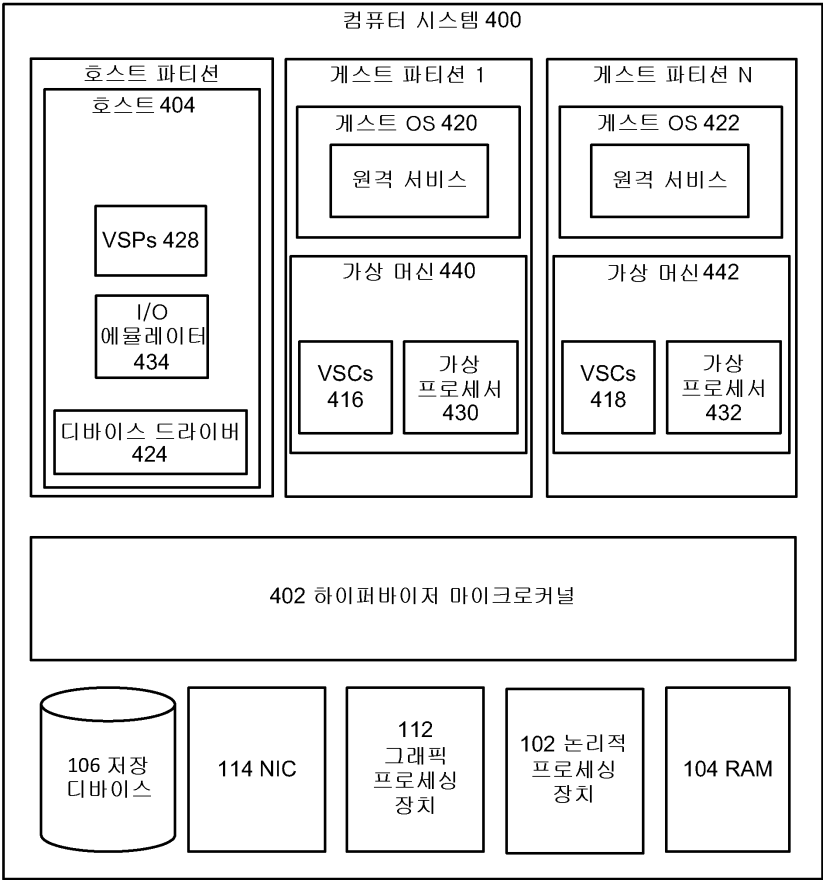 컴퓨터 시스템 400
호스트 파티션
호스트 404
VSPs 428
I/O
에뮬레이터
434
디바이스 드라이버
424
게스트 파티션 1
게스트 OS 420
원격 서비스
가상 머신 440
VSCs
416
가상
프로세서
430
게스트 파티션 N
게스트 OS 422
원격 서비스
가상 머신 442
VSCs
418
가상
프로세서
432
402 하이퍼바이저 마이크로커널
106 저장
디바이스
114 NIC
112
그래픽
프로세싱
장치
102 논리적
프로세싱
장치
104 RAM